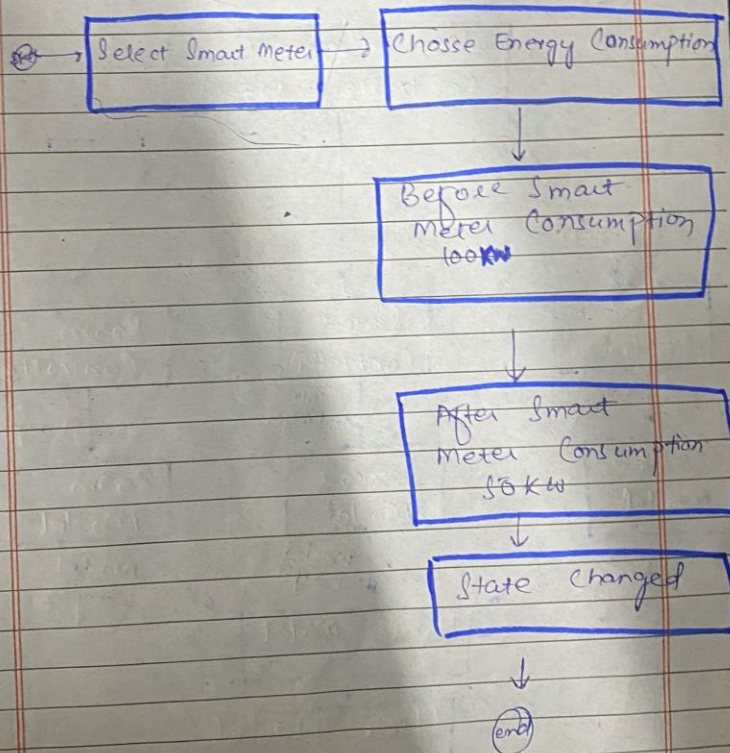 Select Smart Meter
Chosse Energy Consumption
Before Smart
Meter Consumption
100KW
After Smart
Meter Consumption
50KW
State Changed
end